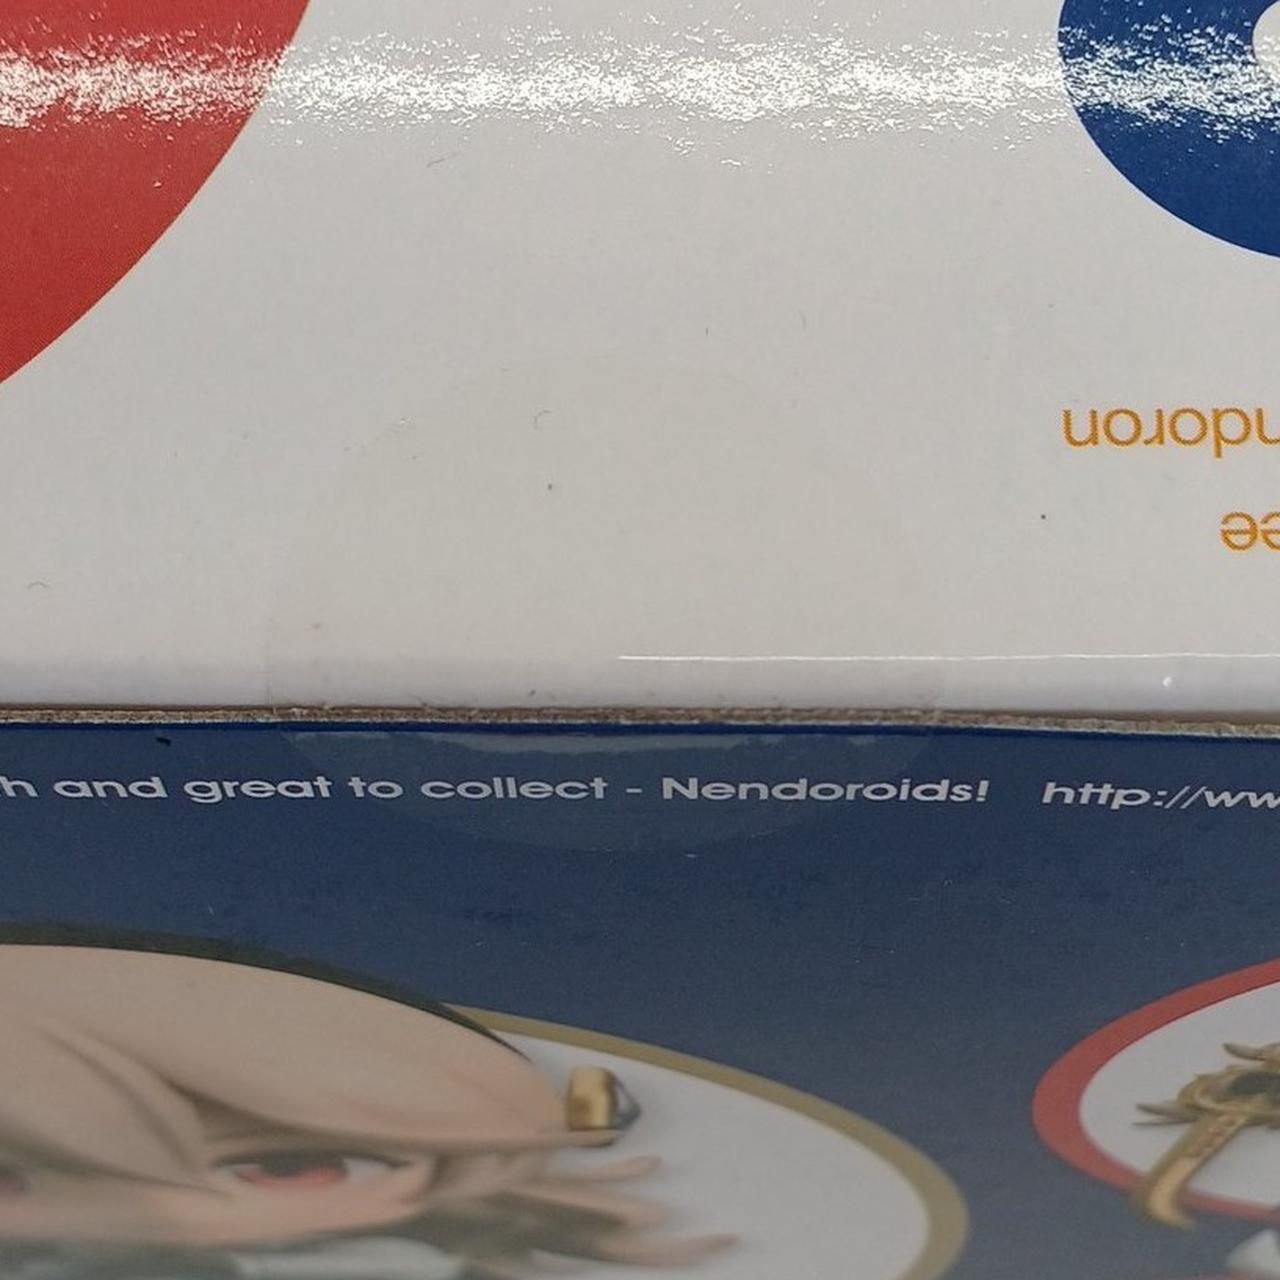 ndoron
ee
h and great to collect - Nendoroids! http://ww